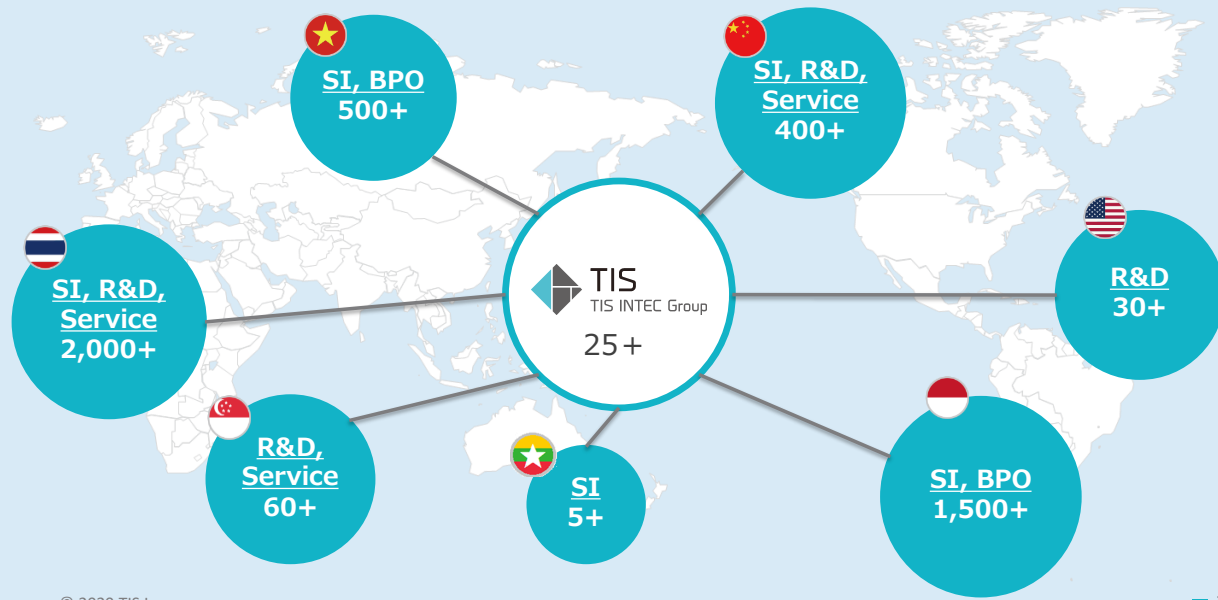 SI, BPO
500+
SI, R&D,
Service
400+
SI, R&D,
Service
2,000+
TIS
TIS INTEC Group
25+
R&D
30+
R&D,
Service
60+
SI
5+
SI, BPO
1,500+